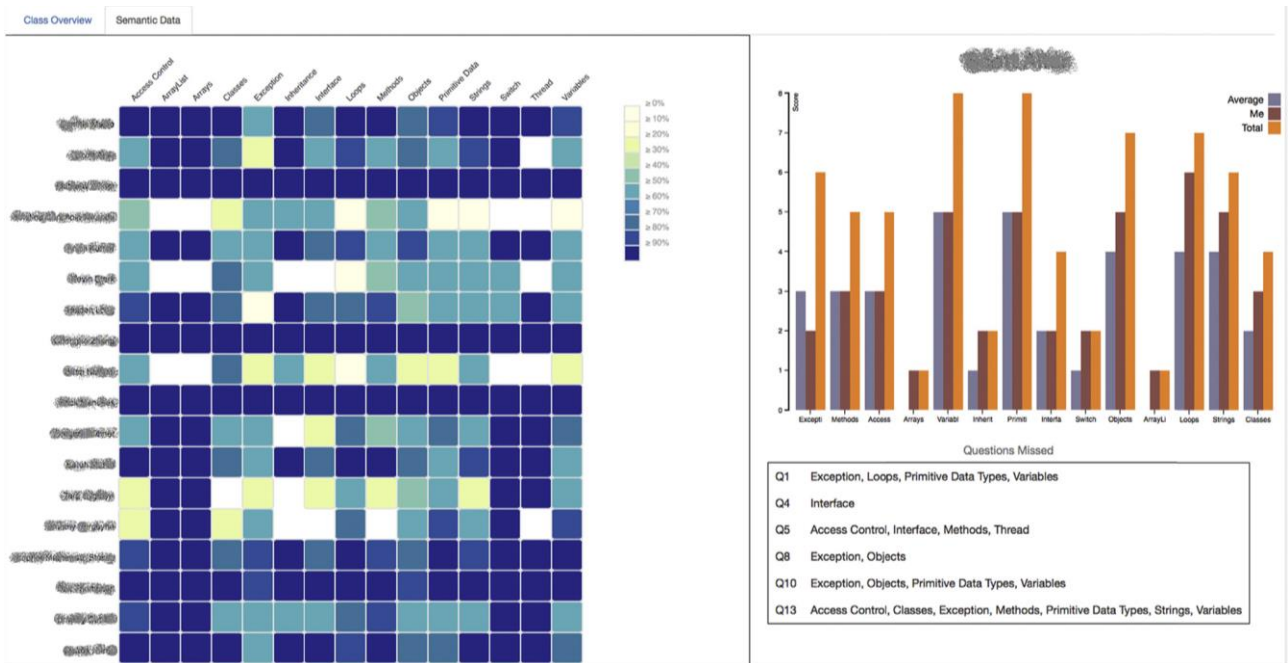 Class Overview
Semantic Data
Access Control
ArrayList
Arrays
Classes
Exception
Inheritance
Interface
Loops
Methods
Objects
Primitive Data
Strings
Switch
Thread
Variables
≥ 0%
≥ 10%
≥ 20%
≥ 30%
≥ 40%
≥ 50%
≥ 60%
≥ 70%
≥ 80%
≥ 90%
Score
Average
Me
Total
8
7
6
5
4
3
2
1
0
Excepti
Methods
Access
Arrays
Variabl
Inherit
Primiti
Interfa
Switch
Objects
ArrayLi
Loops
Strings
Classes
Questions Missed
Q1 Exception, Loops, Primitive Data Types, Variables
Q4 Interface
Q5 Access Control, Interface, Methods, Thread
Q8 Exception, Objects
Q10 Exception, Objects, Primitive Data Types, Variables
Q13 Access Control, Classes, Exception, Methods, Primitive Data Types, Strings, Variables